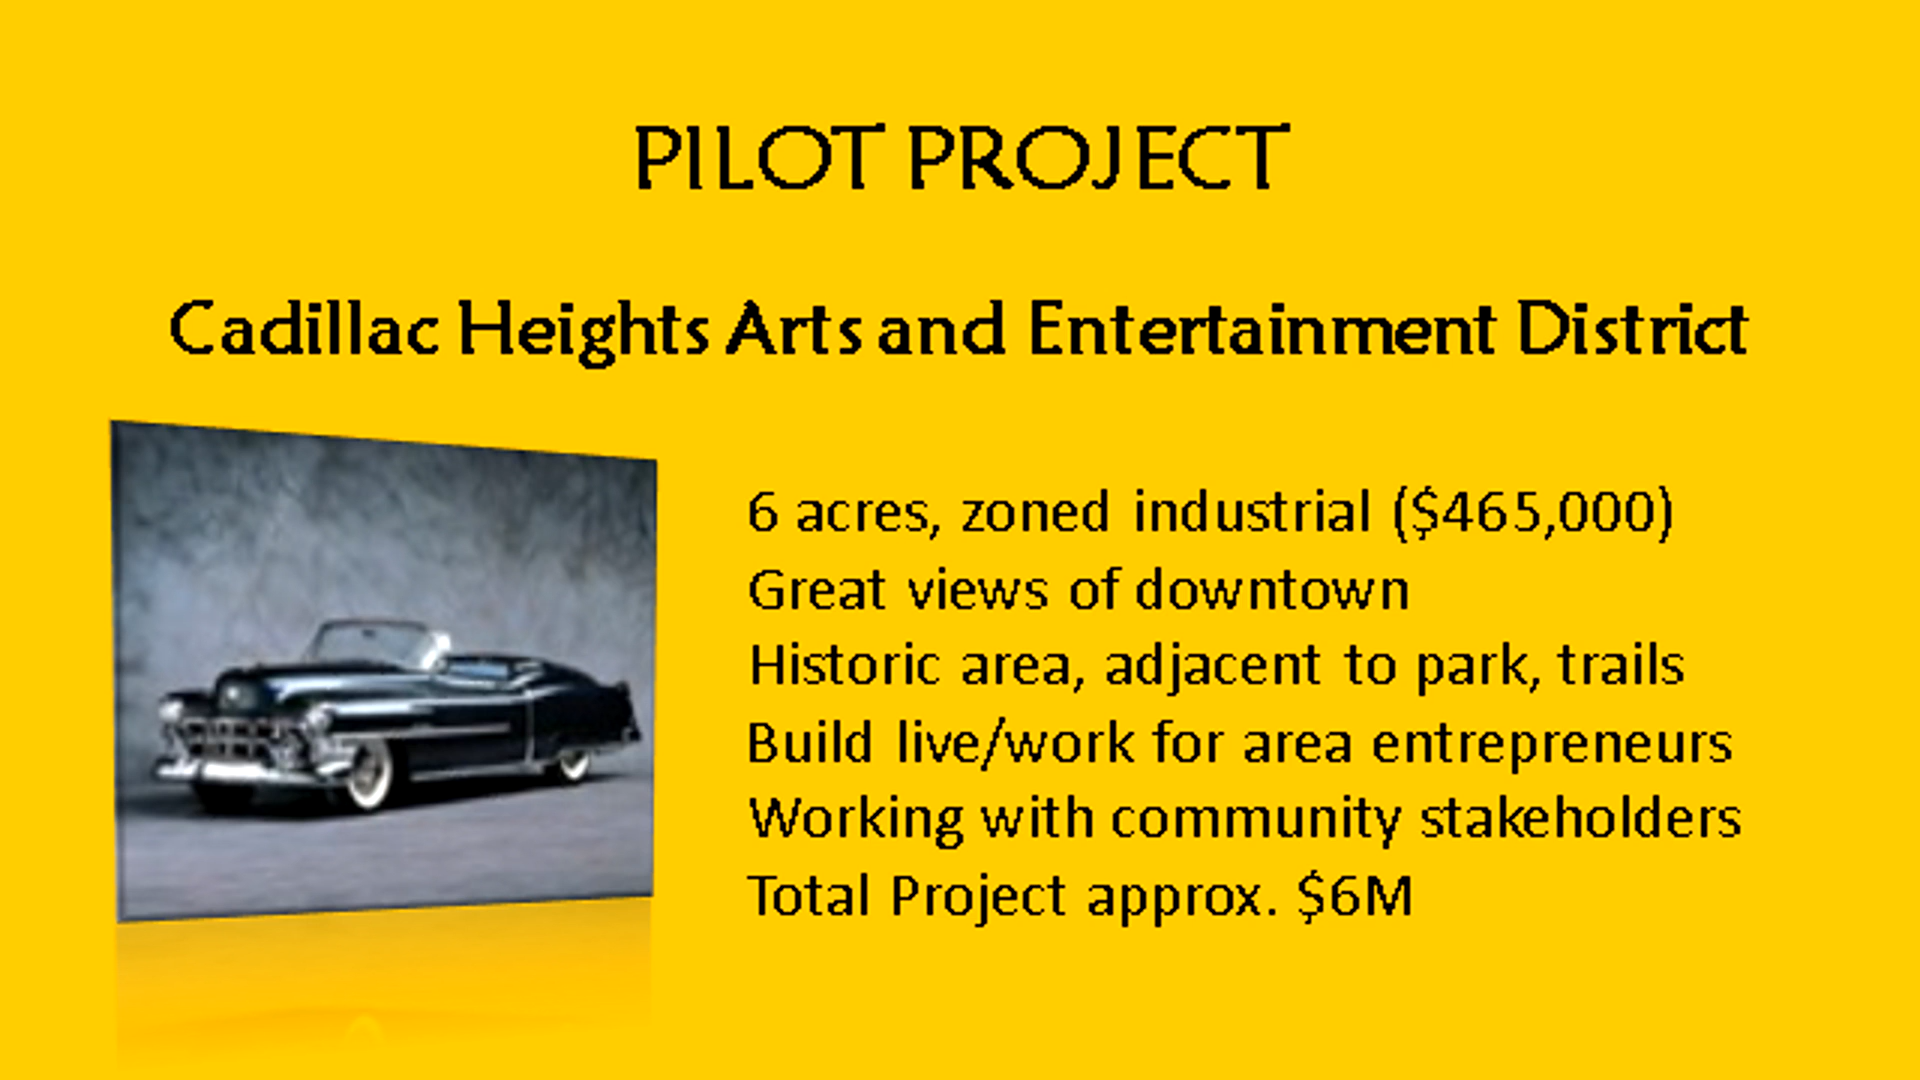 PILOT PROJECT
Cadillac Heights Arts and Entertainment District
6 acres, zoned industrial ($465,000)
Great views of downtown
Historic area, adjacent to park, trails
Build live/work for area entrepreneurs
Working with community stakeholders
Total Project approx. $6M